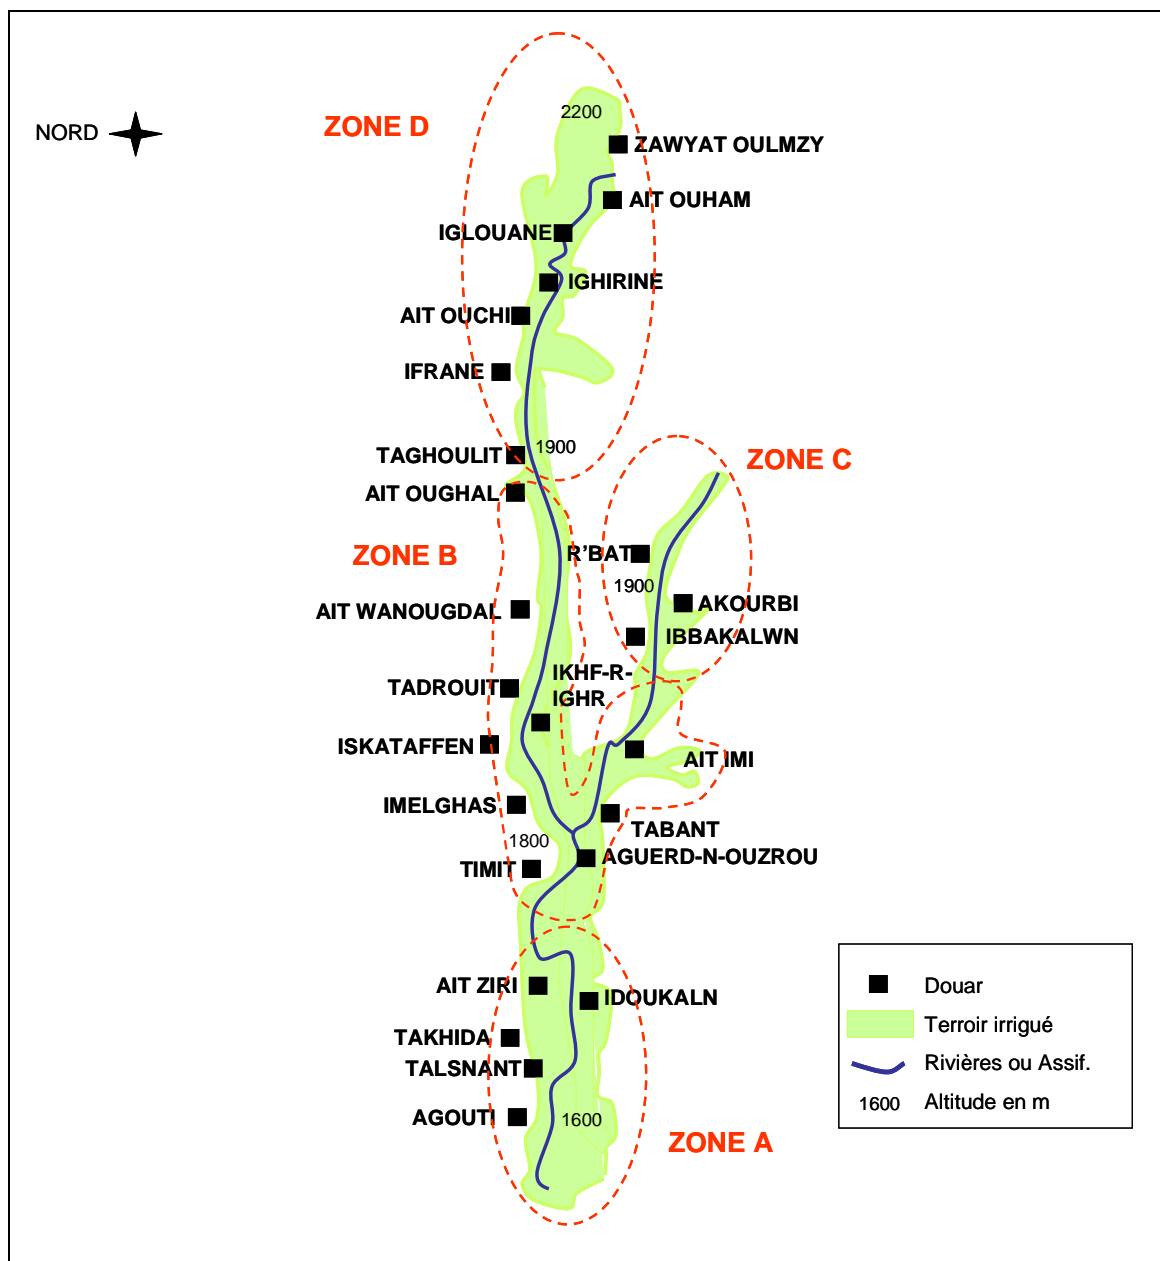 2200
NORD
ZONE D
ZAWYAT OULMZY
AIT OUHAM
IGLOUANE
IGHIRINE
AIT OUCHI
IFRANE
1900
TAGHOULIT
ZONE C
AIT OUGHAL
ZONE B
R'BAT
1900
AKOURBI
AIT WANOUGDAL
IBBAKALWN
IKHF-R-
IGHR
TADROUIT
ISKATAFFEN
AIT IMI
IMELGHAS
TABANT
1800
AGUERD-N-OUZROU
TIMIT
AIT ZIRI
IDOUKALN
TAKHIDA
TALSNANT
AGOUTI
1600
ZONE A
Douar
Terroir irrigué
Rivières ou Assif.
1600 Altitude en m